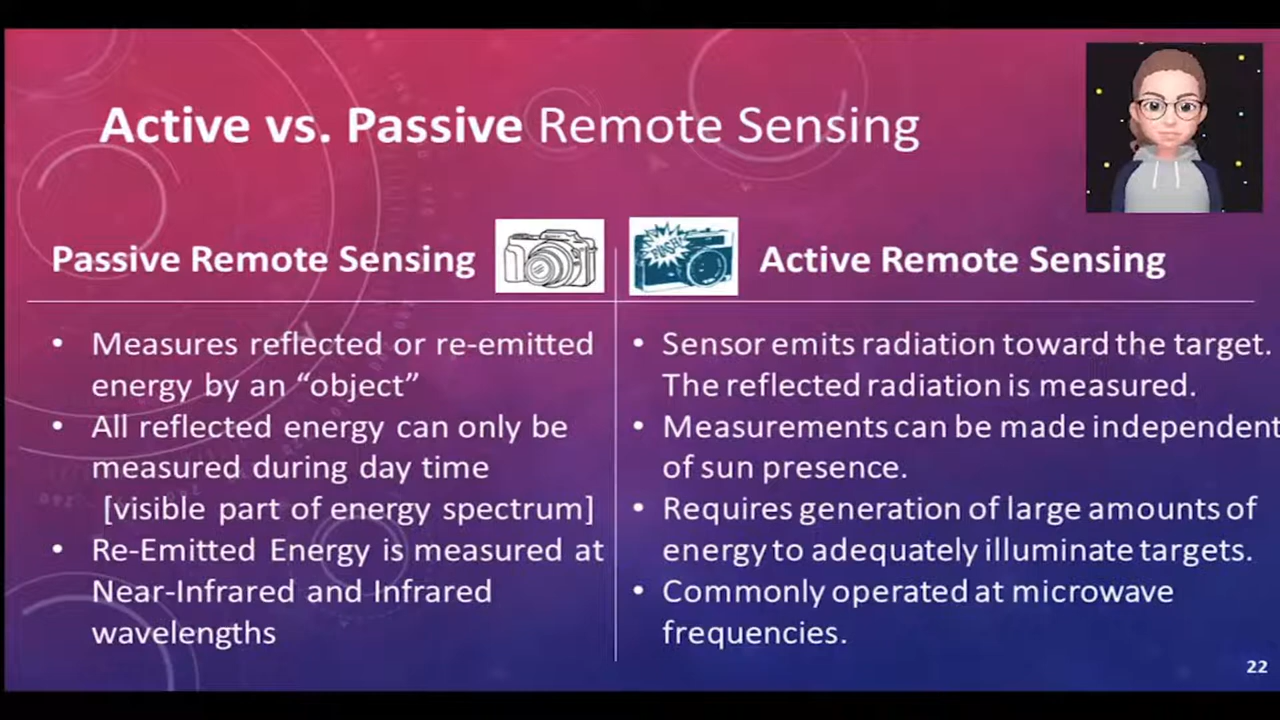 Active vs. Passive Remote Sensing
Passive Remote Sensing
• Measures reflected or re-emitted
energy by an “object”
• All reflected energy can only be
measured during day time
[visible part of energy spectrum]
• Re-Emitted Energy is measured at
Near-Infrared and Infrared
wavelengths
Active Remote Sensing
• Sensor emits radiation toward the target.
The reflected radiation is measured.
• Measurements can be made independent
of sun presence.
• Requires generation of large amounts of
energy to adequately illuminate targets.
• Commonly operated at microwave
frequencies.
22